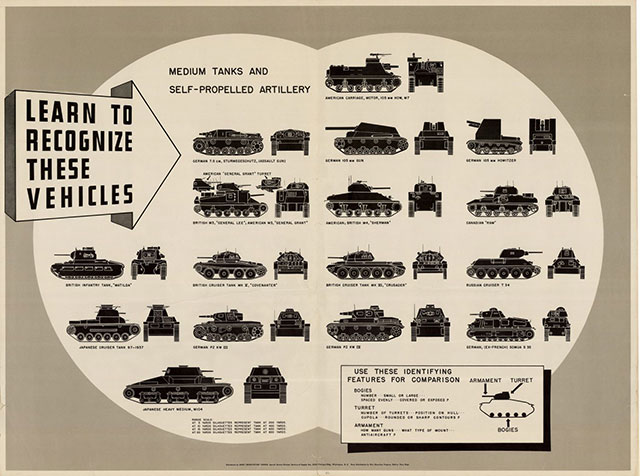 LEARN TO
RECOGNIZE
THESE
VEHICLES
MEDIUM TANKS AND
SELF-PROPELLED ARTILLERY
AMERICAN CARRIAGE, MOTOR, 105 MM HOW, M7
GERMAN 7.5 CM, STURMGESCHUTZ, (ASSAULT GUN)
GERMAN 105 MM GUN
GERMAN 105 MM HOWITZER
AMERICAN "GENERAL GRANT" TURRET
BRITISH M3, "GENERAL LEE", AMERICAN M3, "GENERAL GRANT"
AMERICAN, BRITISH M4, "SHERMAN"
CANADIAN "RAM"
BRITISH INFANTRY TANK, "MATILDA"
BRITISH CRUISER TANK MK V, "COVENANTER"
BRITISH CRUISER TANK MK VI, "CRUSADER"
RUSSIAN CRUISER T 34
JAPANESE CRUISER TANK 97-1937
GERMAN PZ KW III
GERMAN PZ KW IV
GERMAN, (EX-FRENCH) SOMUA S 35
JAPANESE HEAVY MEDIUM, M104
USE THESE IDENTIFYING
FEATURES FOR COMPARISON
BOGIES
NUMBER - SMALL OR LARGE
SPACED EVENLY - COVERED OR EXPOSED?
TURRET
NUMBER OF TURRETS - POSITION ON HULL
CUPOLA - ROUNDED OR SHARP CONTOURS?
ARMAMENT
HOW MANY GUNS - WHAT TYPE OF MOUNT -
ANTIAIRCRAFT?
ARMAMENT TURRET
BOGIES